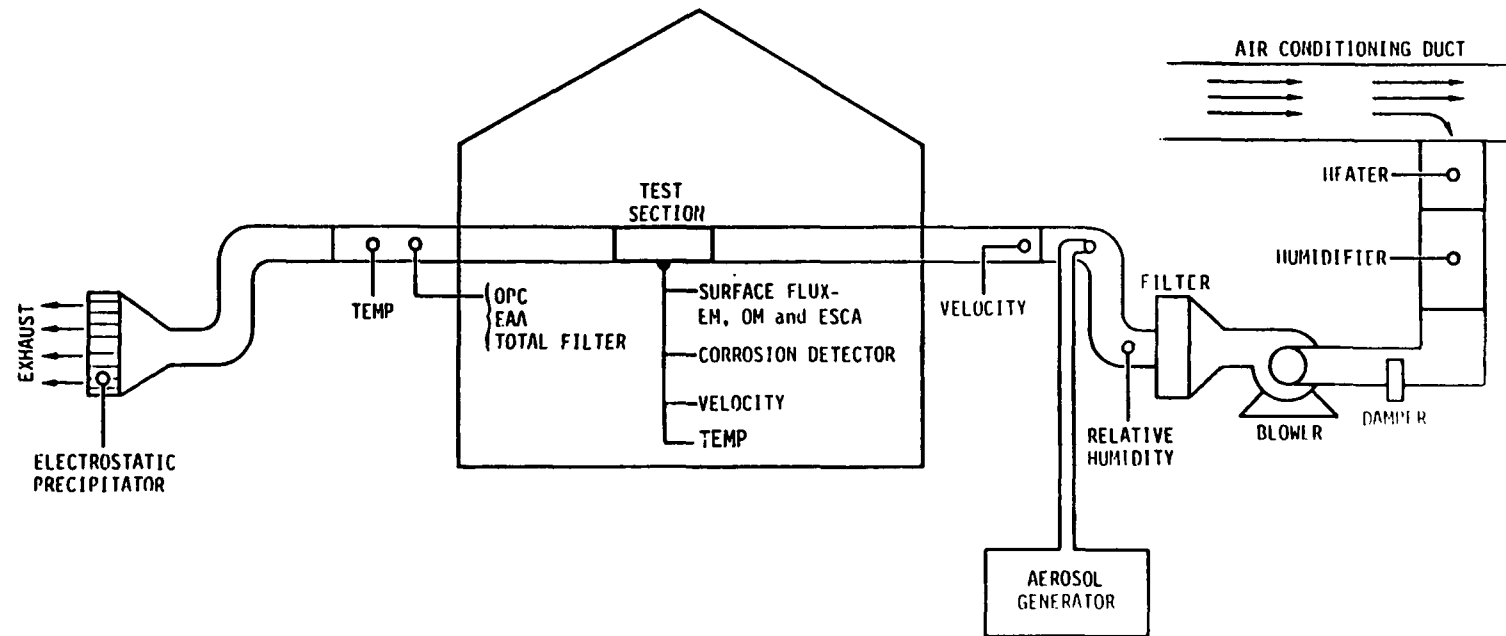 AIR CONDITIONING DUCT
HEATER
HUMIDIFIER
TEST
SECTION
FILTER
VELOCITY
TEMP
OPC
EAA
TOTAL FILTER
SURFACE FLUX-
EM, OM and ESCA
CORROSION DETECTOR
VELOCITY
TEMP
EXHAUST
ELECTROSTATIC
PRECIPITATOR
RELATIVE
HUMIDITY
BLOWER
DAMPER
AEROSOL
GENERATOR